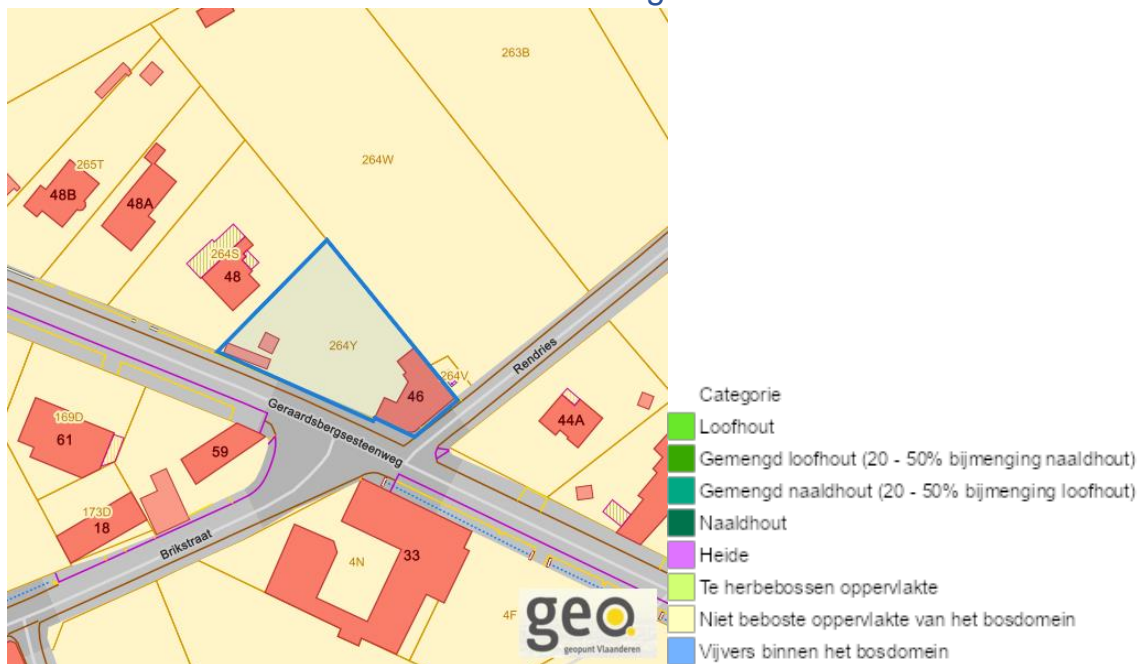 263B
264W
265T
48B
48A
264S
48
264Y
264V
46
Rendries
44A
Geraardsbergsesteenweg
169D
61
59
173D
18
Brikstraat
4N
33
4F
geo
geopunt Vlaanderen
Categorie
Loofhout
Gemengd loofhout (20 - 50% bijmenging naaldhout)
Gemengd naaldhout (20 - 50% bijmenging loofhout)
Naaldhout
Heide
Te herbebossen oppervlakte
Niet beboste oppervlakte van het bosdomein
Vijvers binnen het bosdomein